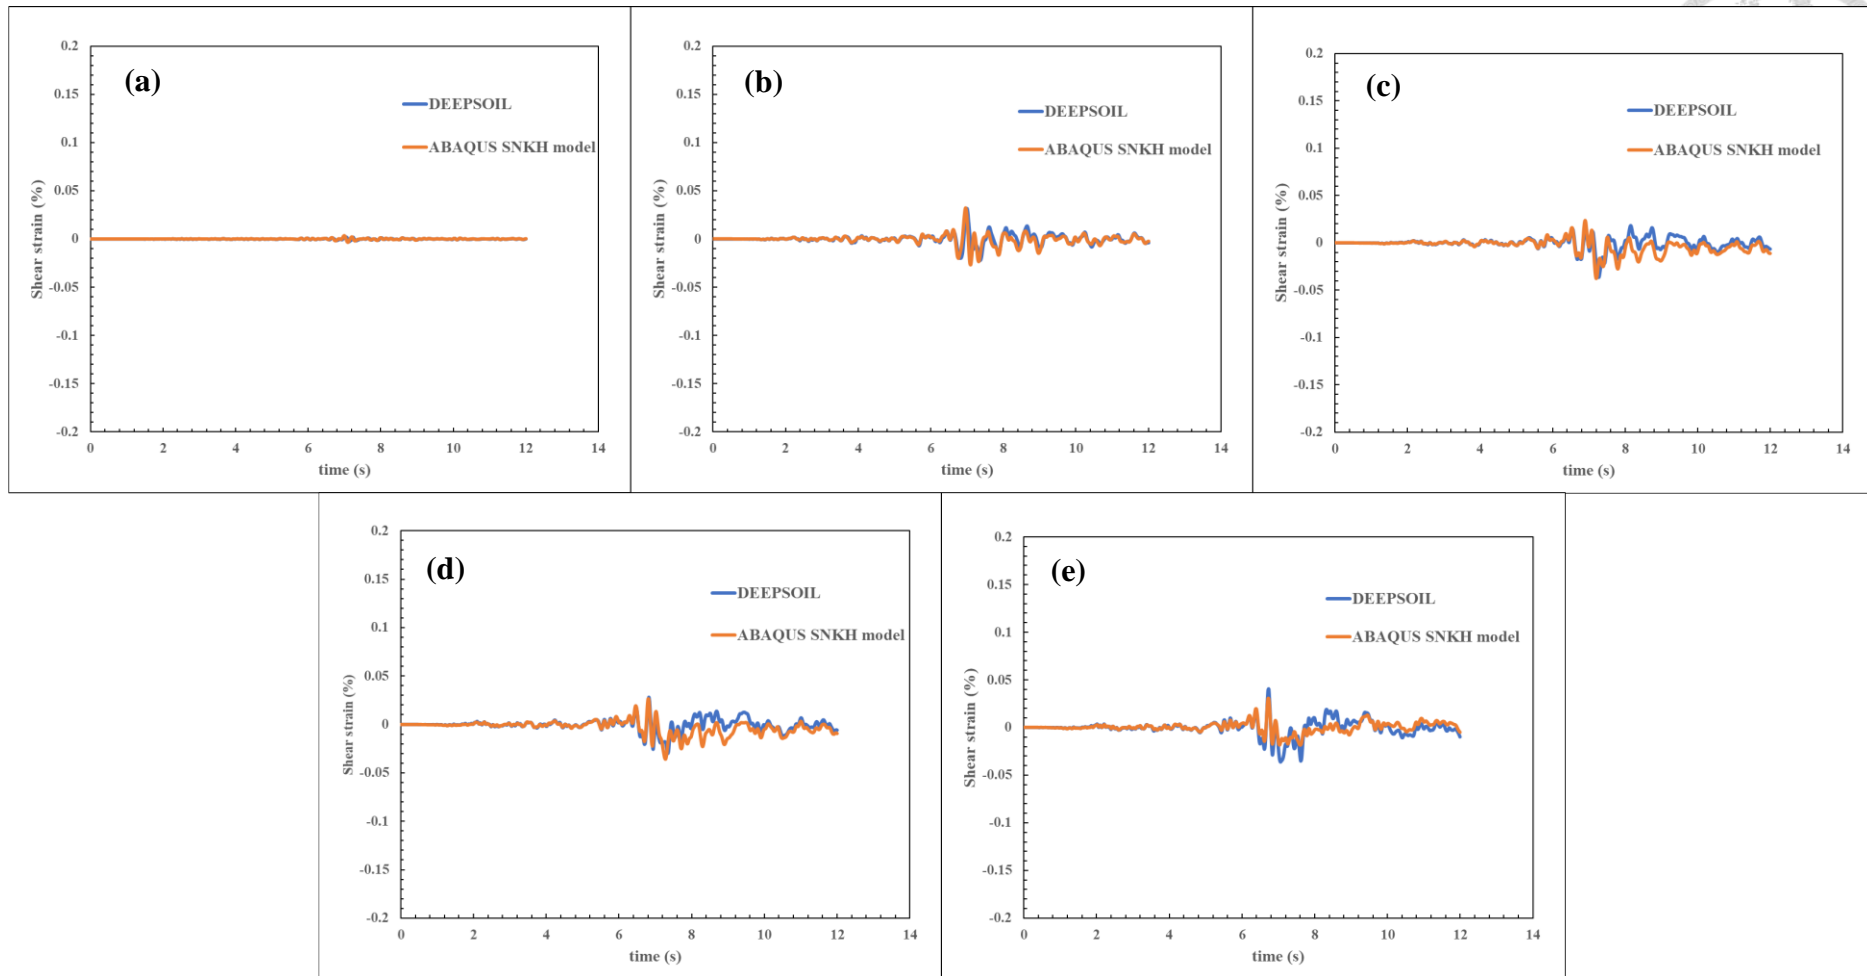 (a)
0.2
0.15
0.1
0.05
0
-0.05
-0.1
-0.15
-0.2
Shear strain (%)
DEEPSOIL
ABAQUS SNKH model
0 2 4 6 8 10 12 14
time (s)
(b)
0.2
0.15
0.1
0.05
0
-0.05
-0.1
-0.15
-0.2
Shear strain (%)
DEEPSOIL
ABAQUS SNKH model
0 2 4 6 8 10 12 14
time (s)
(c)
0.2
0.15
0.1
0.05
0
-0.05
-0.1
-0.15
-0.2
Shear strain (%)
DEEPSOIL
ABAQUS SNKH model
0 2 4 6 8 10 12 14
time (s)
(d)
0.2
0.15
0.1
0.05
0
-0.05
-0.1
-0.15
-0.2
Shear strain (%)
DEEPSOIL
ABAQUS SNKH model
0 2 4 6 8 10 12 14
time (s)
(e)
0.2
0.15
0.1
0.05
0
-0.05
-0.1
-0.15
-0.2
Shear strain (%)
DEEPSOIL
ABAQUS SNKH model
0 2 4 6 8 10 12 14
time (s)